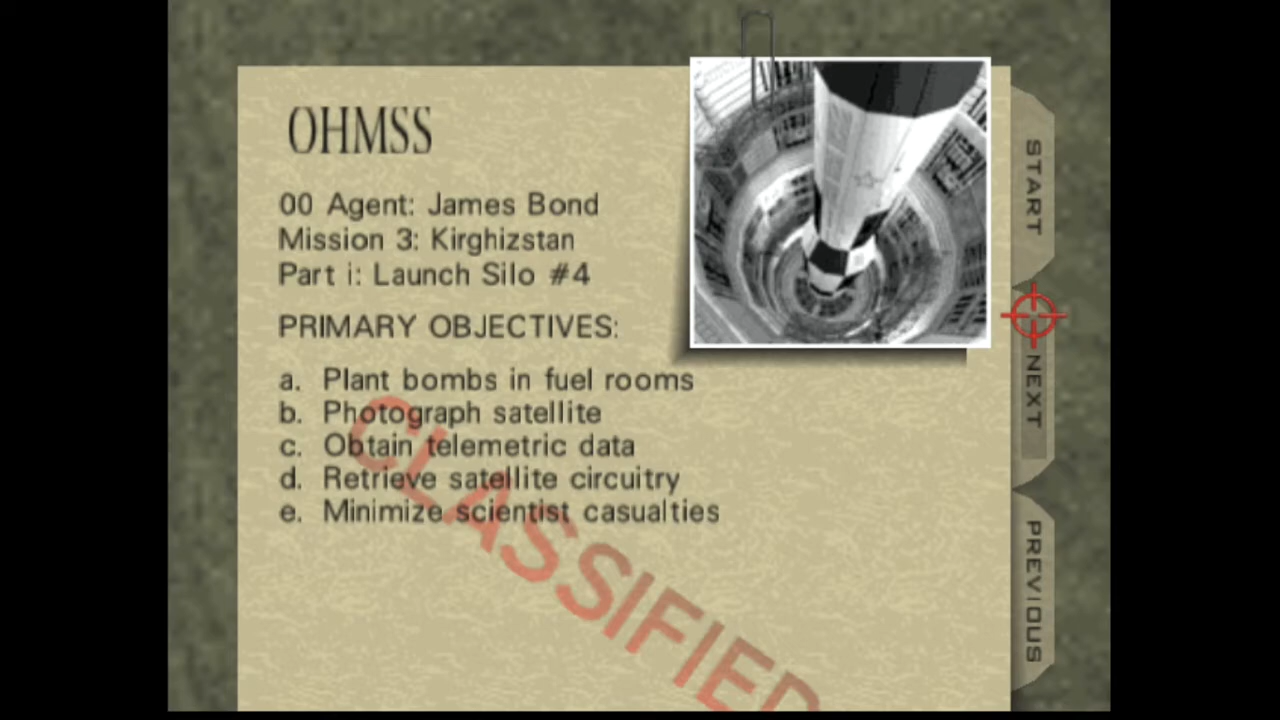 OHMSS
00 Agent: James Bond
Mission 3: Kirghizstan
Part i: Launch Silo #4
PRIMARY OBJECTIVES:
a. Plant bombs in fuel rooms
b. Photograph satellite
c. Obtain telemetric data
d. Retrieve satellite circuitry
e. Minimize scientist casualties
CLASSIFIED
START
NEXT
PREVIOUS